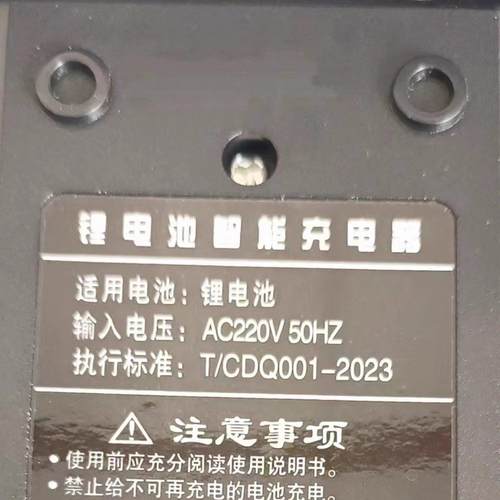 锂电池智能充电器
适用电池：锂电池
输入电压：AC220V 50HZ
执行标准：T/CDQ001-2023
⚠ 注意事项
• 使用前应充分阅读使用说明书。
• 禁止给不可再充电的电池充电。